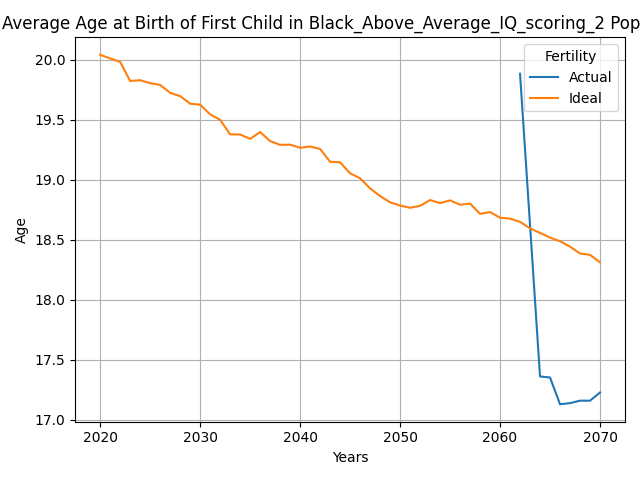 Average Age at Birth of First Child in Black_Above_Average_IQ_scoring_2 Pop
Fertility
Actual
Ideal
20.0
19.5
19.0
18.5
18.0
17.5
17.0
Age
2020 2030 2040 2050 2060 2070
Years